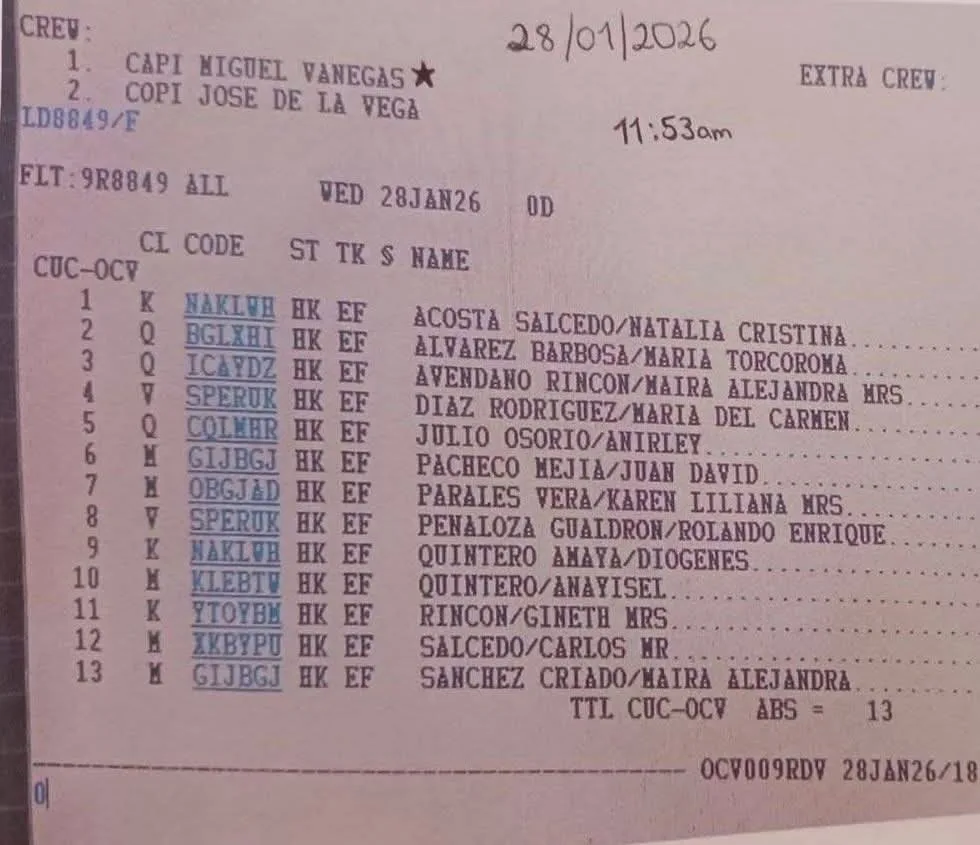 CREW:
28/01/2026
1. CAPI MIGUEL VANEGAS★
EXTRA CREW:
2. COPI JOSE DE LA VEGA
LD8849/F
11:53am
FLT:9R8849 ALL WED 28JAN26 0D
CL CODE ST TK S NAME
CUC-OCV
1 K NAKLWH HK EF ACOSTA SALCEDO/NATALIA CRISTINA..........
2 Q BGLXHI HK EF ALVAREZ BARBOSA/MARIA TORCOROMA..........
3 Q ICAYDZ HK EF AVENDANO RINCON/MAIRA ALEJANDRA MRS......
4 V SPERUK HK EF DIAZ RODRIGUEZ/MARIA DEL CARMEN..........
5 Q CQLMHR HK EF JULIO OSORIO/ANIRLEY....................
6 M GIJBGJ HK EF PACHECO MEJIA/JUAN DAVID................
7 M OBGJAD HK EF PARALES VERA/KAREN LILIANA MRS..........
8 V SPERUK HK EF PENALOZA GUALDRON/ROLANDO ENRIQUE.......
9 K NAKLWH HK EF QUINTERO AMAYA/DIOGENES.................
10 M KLEBTW HK EF QUINTERO/ANAYISEL......................
11 K YTOYBM HK EF RINCON/GINETH MRS......................
12 M XKBYPU HK EF SALCEDO/CARLOS MR......................
13 M GIJBGJ HK EF SANCHEZ CRIADO/MAIRA ALEJANDRA.........
TTL CUC-OCV ABS = 13
---------------------------------------- OCV009RDV 28JAN26/18
0